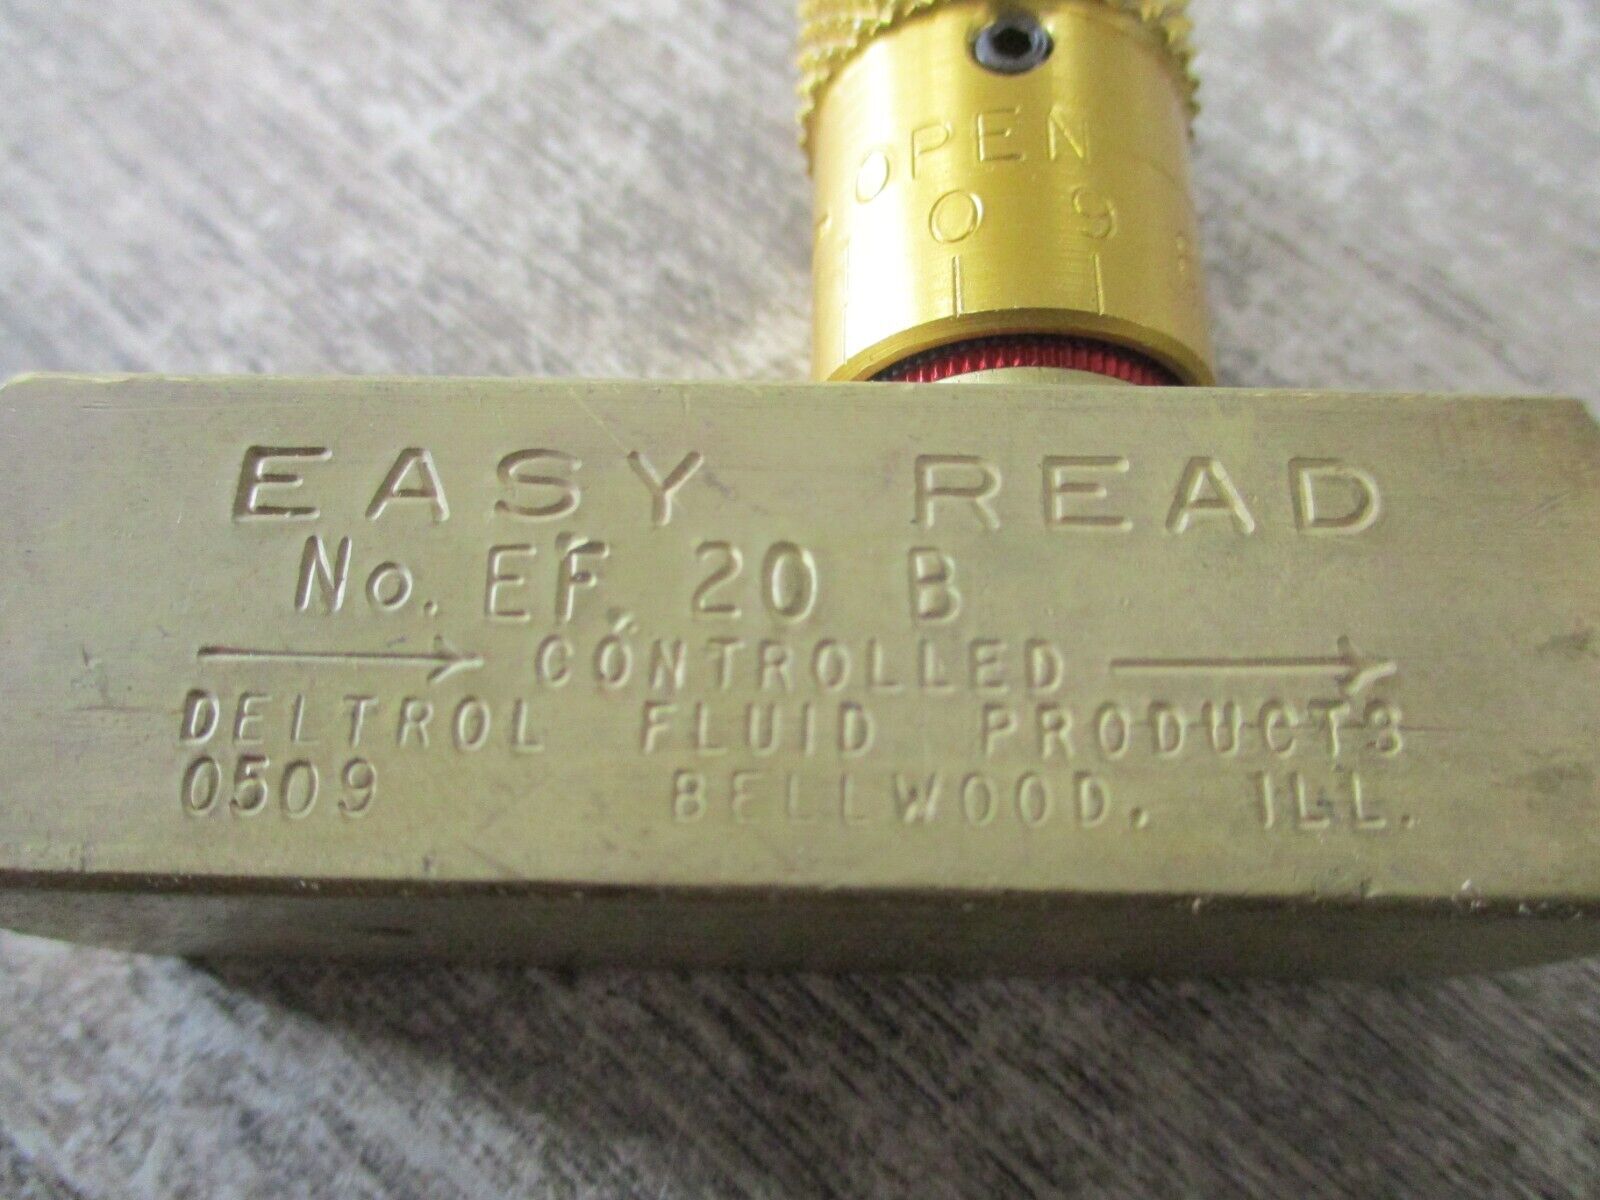 OPEN
0 9
EASY READ
No. EF. 20 B
CONTROLLED
DELTROL FLUID PRODUCTS
0509 BELLWOOD, ILL.